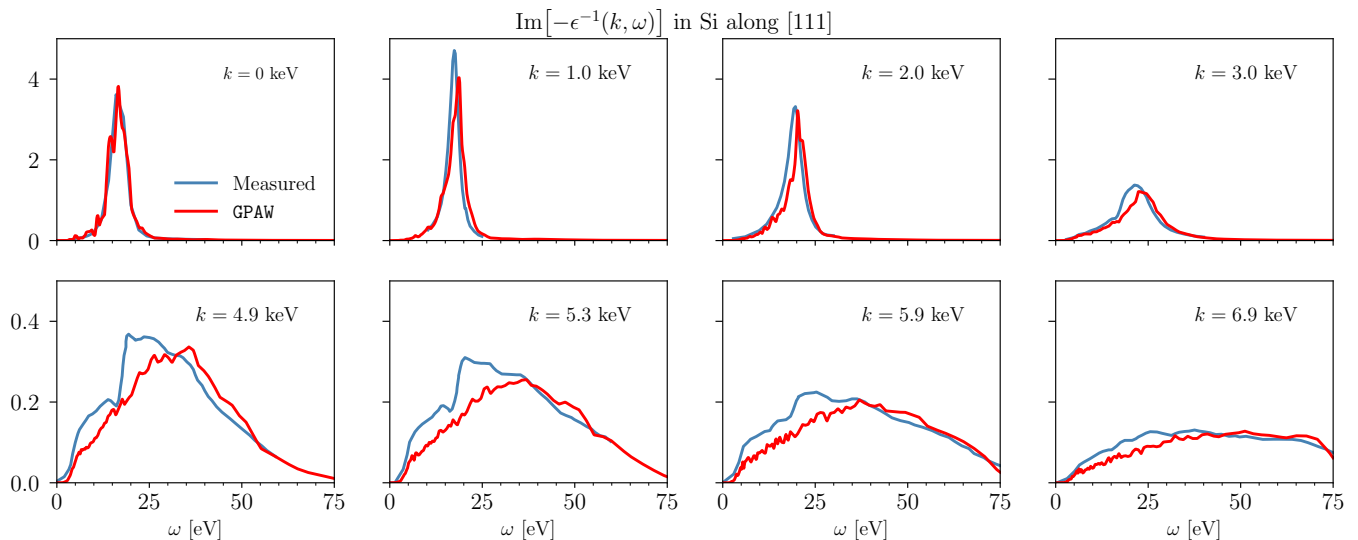 Im[−ϵ⁻¹(k, ω)] in Si along [111]
k = 0 keV
k = 1.0 keV
k = 2.0 keV
k = 3.0 keV
4
2
0
Measured
GPAW
k = 4.9 keV
k = 5.3 keV
k = 5.9 keV
k = 6.9 keV
0.4
0.2
0.0
0 25 50 75
0 25 50 75
0 25 50 75
0 25 50 75
ω [eV]
ω [eV]
ω [eV]
ω [eV]